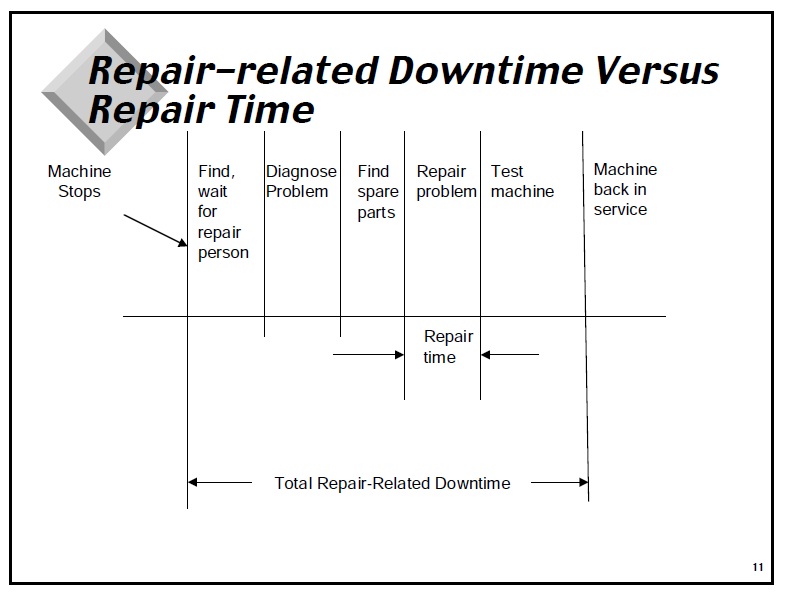 Repair-related Downtime Versus
Repair Time
Machine
Stops
Find,
wait
for
repair
person
Diagnose
Problem
Find
spare
parts
Repair
problem
Test
machine
Machine
back in
service
Repair
time
Total Repair-Related Downtime
11